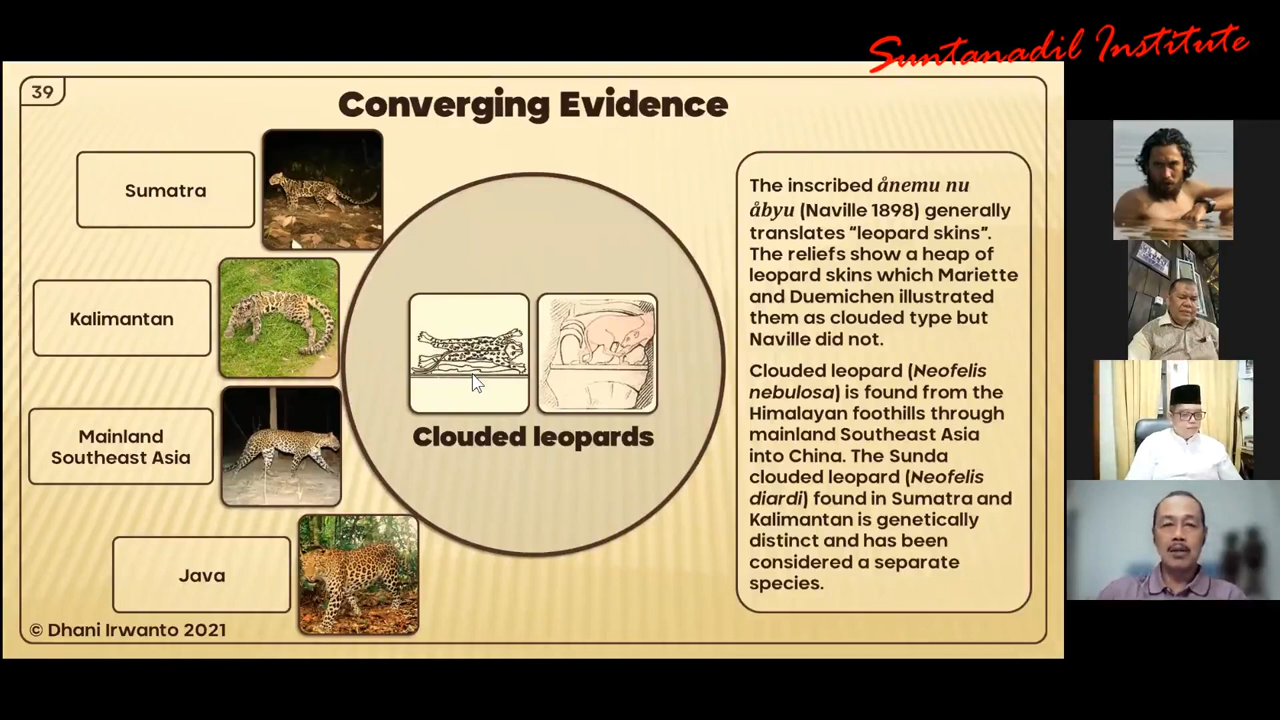 Suntanadil Institute
39
Converging Evidence
Sumatra
Kalimantan
Mainland
Southeast Asia
Java
Clouded leopards
The inscribed ånemu nu
åbyu (Naville 1898) generally
translates “leopard skins”.
The reliefs show a heap of
leopard skins which Mariette
and Duemichen illustrated
them as clouded type but
Naville did not.
Clouded leopard (Neofelis
nebulosa) is found from the
Himalayan foothills through
mainland Southeast Asia
into China. The Sunda
clouded leopard (Neofelis
diardi) found in Sumatra and
Kalimantan is genetically
distinct and has been
considered a separate
species.
© Dhani Irwanto 2021